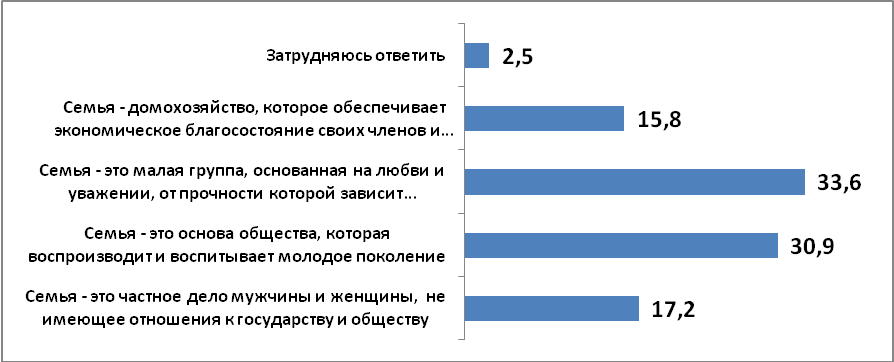 Затрудняюсь ответить
2,5
Семья - домохозяйство, которое обеспечивает
экономическое благосостояние своих членов и...
15,8
Семья - это малая группа, основанная на любви и
уважении, от прочности которой зависит...
33,6
Семья - это основа общества, которая
воспроизводит и воспитывает молодое поколение
30,9
Семья - это частное дело мужчины и женщины, не
имеющее отношения к государству и обществу
17,2